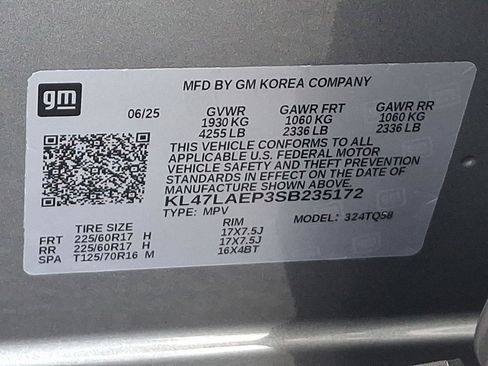 gm
MFD BY GM KOREA COMPANY
06/25 GVWR GAWR FRT GAWR RR
1930 KG 1060 KG 1060 KG
4255 LB 2336 LB 2336 LB
THIS VEHICLE CONFORMS TO ALL
APPLICABLE U.S. FEDERAL MOTOR
VEHICLE SAFETY AND THEFT PREVENTION
STANDARDS IN EFFECT ON THE DATE OF
MANUFACTURE SHOWN ABOVE.
KL47LAEP3SB235172
TYPE: MPV MODEL: 324TQ58
TIRE SIZE RIM
FRT 225/60R17 H 17X7.5J
RR 225/60R17 H 17X7.5J
SPA T125/70R16 M 16X4BT